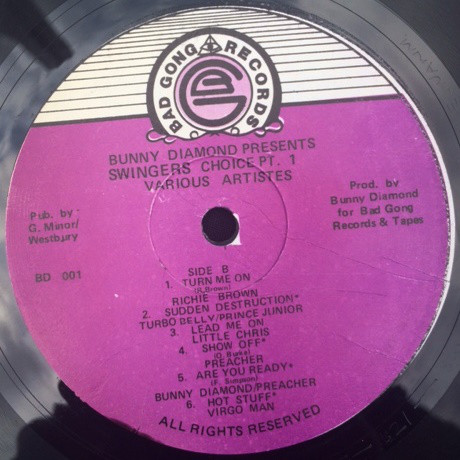 BAD GONG RECORDS
BUNNY DIAMOND PRESENTS
SWINGERS CHOICE PT. 1
VARIOUS ARTISTES
Pub. by
G. Minor/
Westbury
Prod. by
Bunny Diamond
for Bad Gong
Records & Tapes
BD 001
SIDE B
1. TURN ME ON
(R. Brown)
RICHIE BROWN
2. SUDDEN DESTRUCTION*
TURBO BELLY/PRINCE JUNIOR
3. LEAD ME ON
LITTLE CHRIS
4. SHOW OFF*
(O. Burke)
PREACHER
5. ARE YOU READY*
(F. Simpson)
BUNNY DIAMOND/PREACHER
6. HOT STUFF*
VIRGO MAN
ALL RIGHTS RESERVED